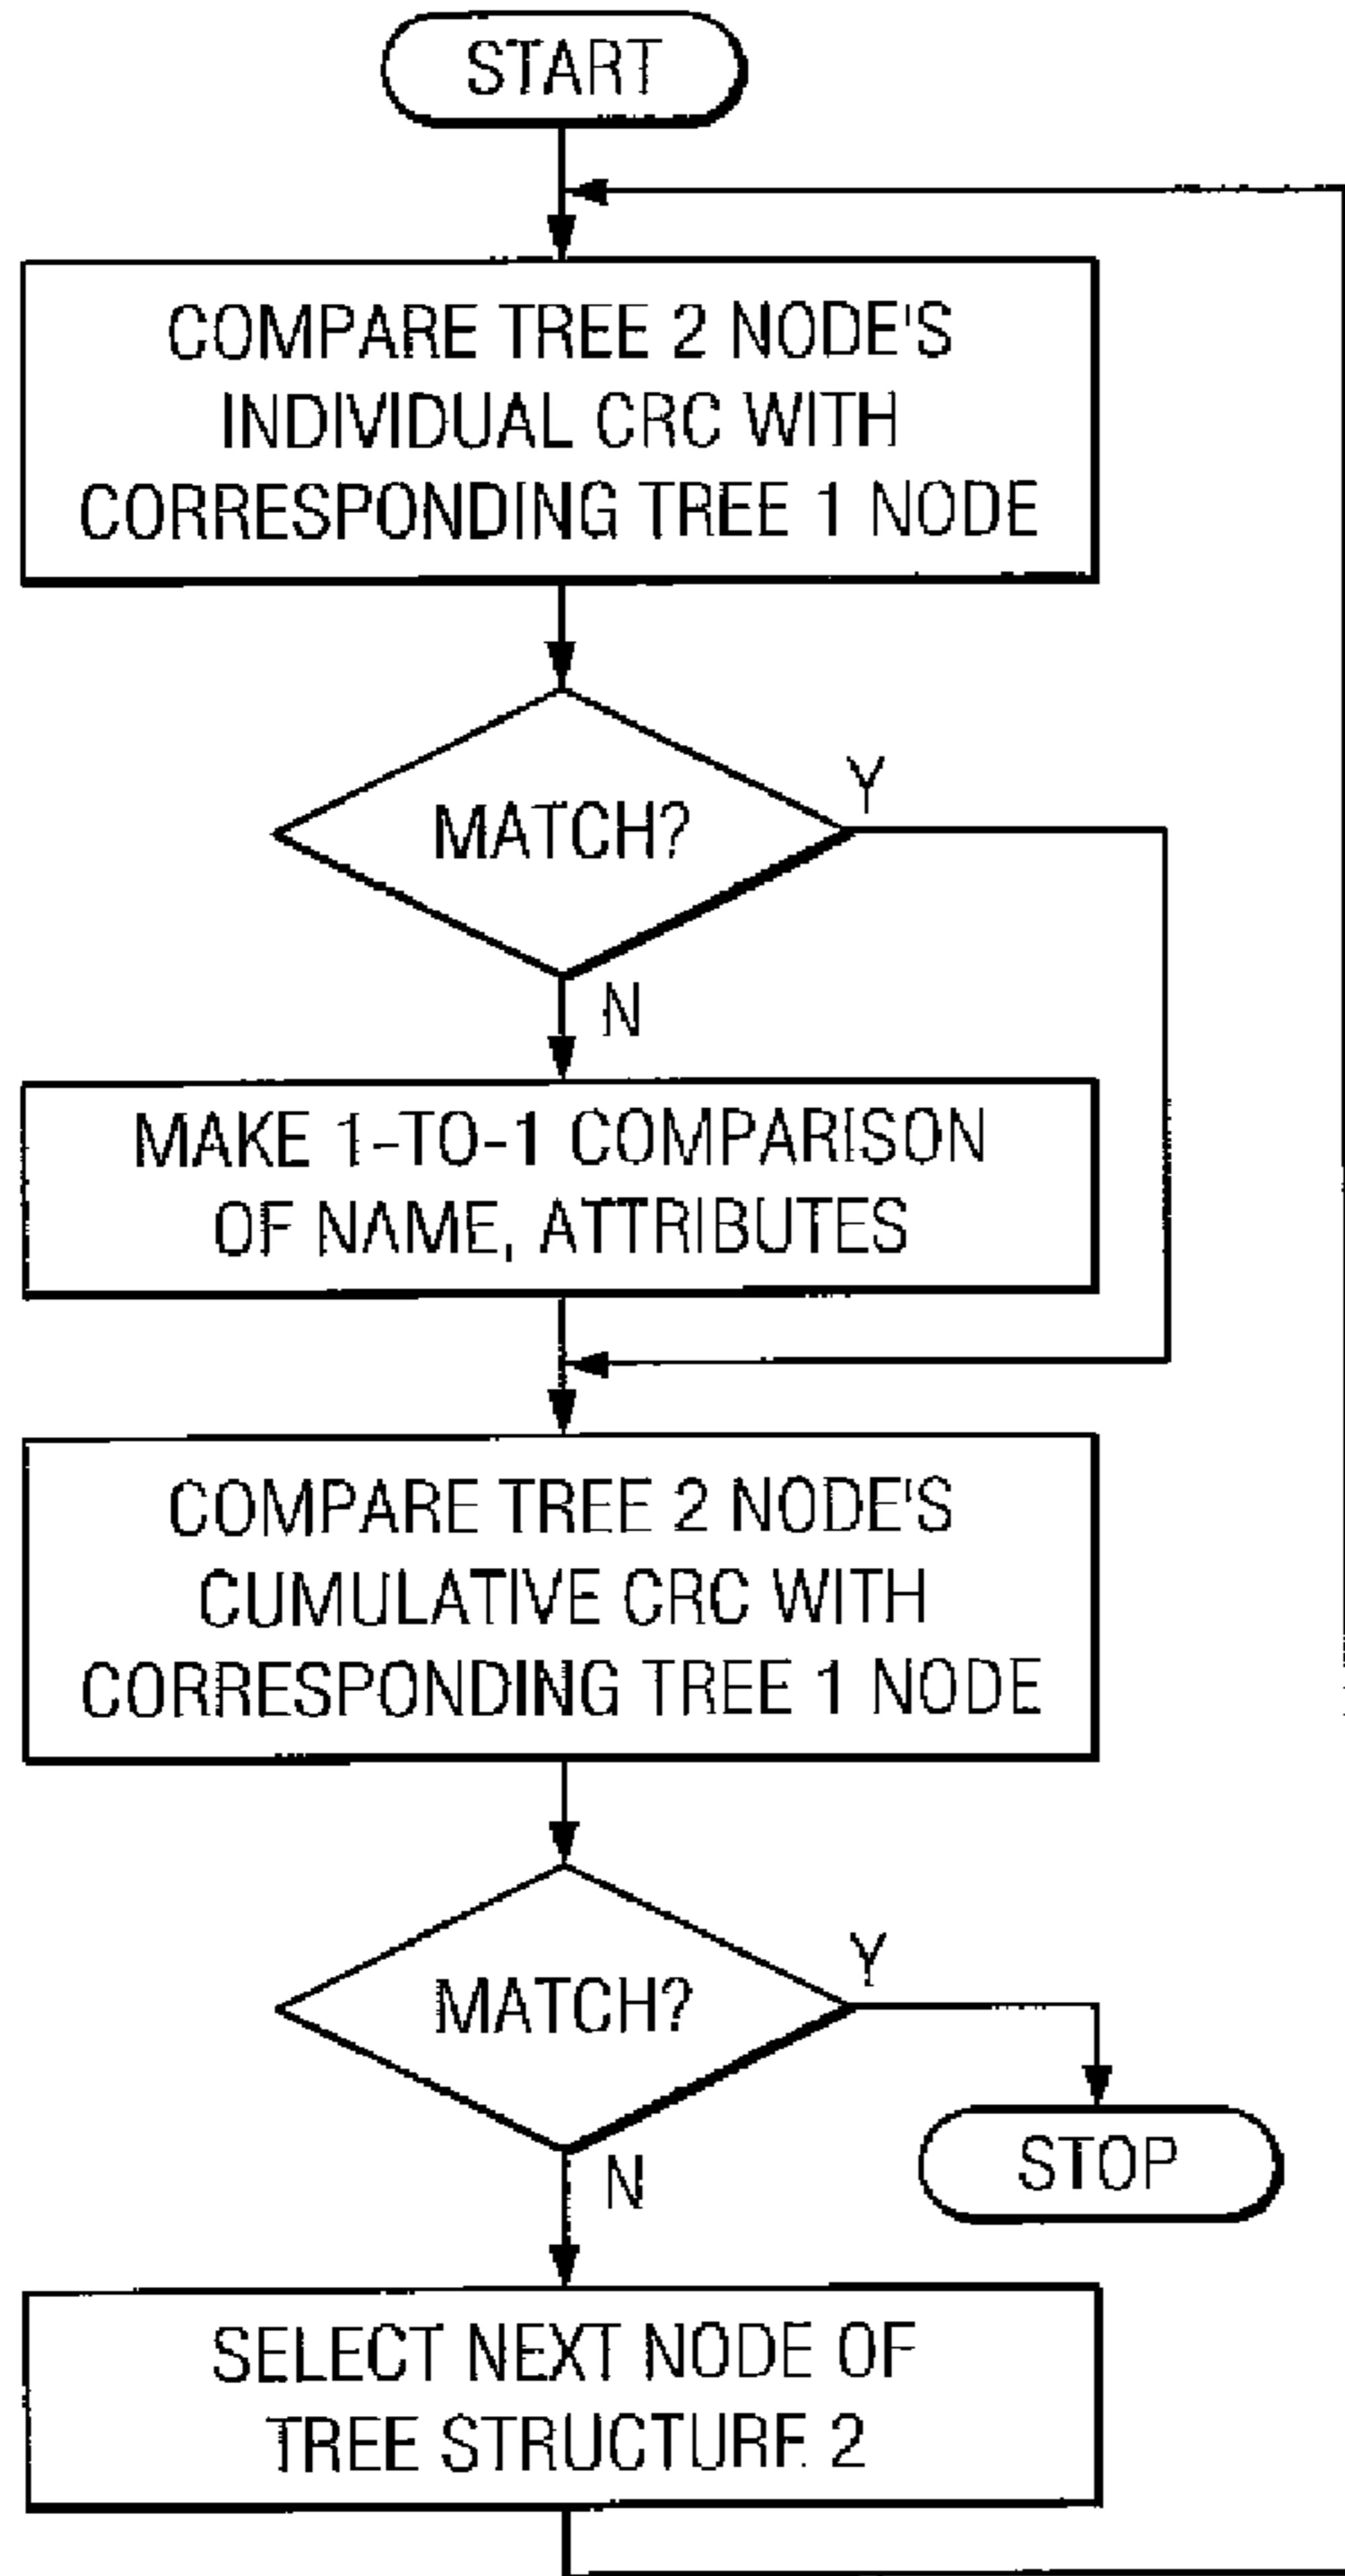 START
COMPARE TREE 2 NODE'S
INDIVIDUAL CRC WITH
CORRESPONDING TREE 1 NODE
MATCH?
Y
N
MAKE 1-TO-1 COMPARISON
OF NAME, ATTRIBUTES
COMPARE TREE 2 NODE'S
CUMULATIVE CRC WITH
CORRESPONDING TREE 1 NODE
MATCH?
Y
N
STOP
SELECT NEXT NODE OF
TREE STRUCTURE 2